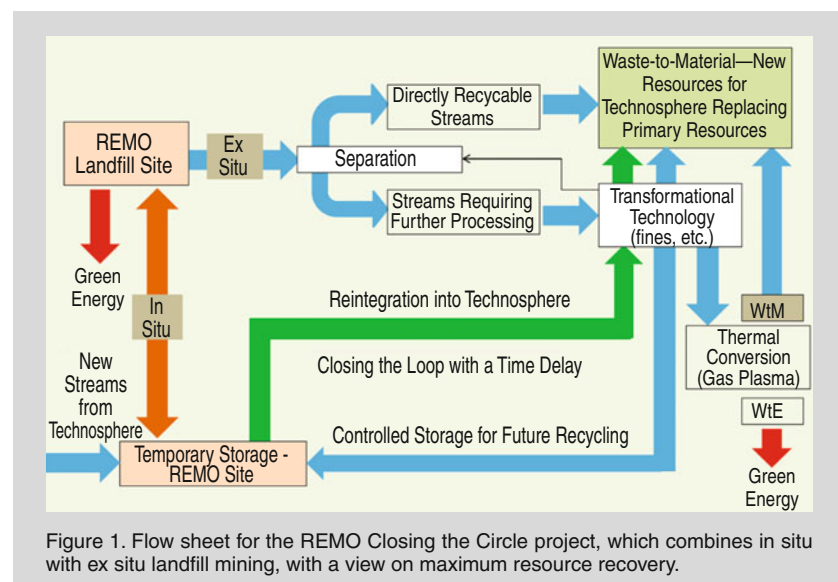 Waste-to-Material—New
Resources for
Technosphere Replacing
Primary Resources
Directly Recycable
Streams
REMO
Landfill Site
Ex
Situ
Separation
Streams Requiring
Further Processing
Transformational
Technology
(fines, etc.)
Green
Energy
In
Situ
Reintegration into Technosphere
WtM
New
Streams
from
Technosphere
Closing the Loop with a Time Delay
Thermal
Conversion
(Gas Plasma)
WtE
Controlled Storage for Future Recycling
Temporary Storage -
REMO Site
Green
Energy
Figure 1. Flow sheet for the REMO Closing the Circle project, which combines in situ
with ex situ landfill mining, with a view on maximum resource recovery.